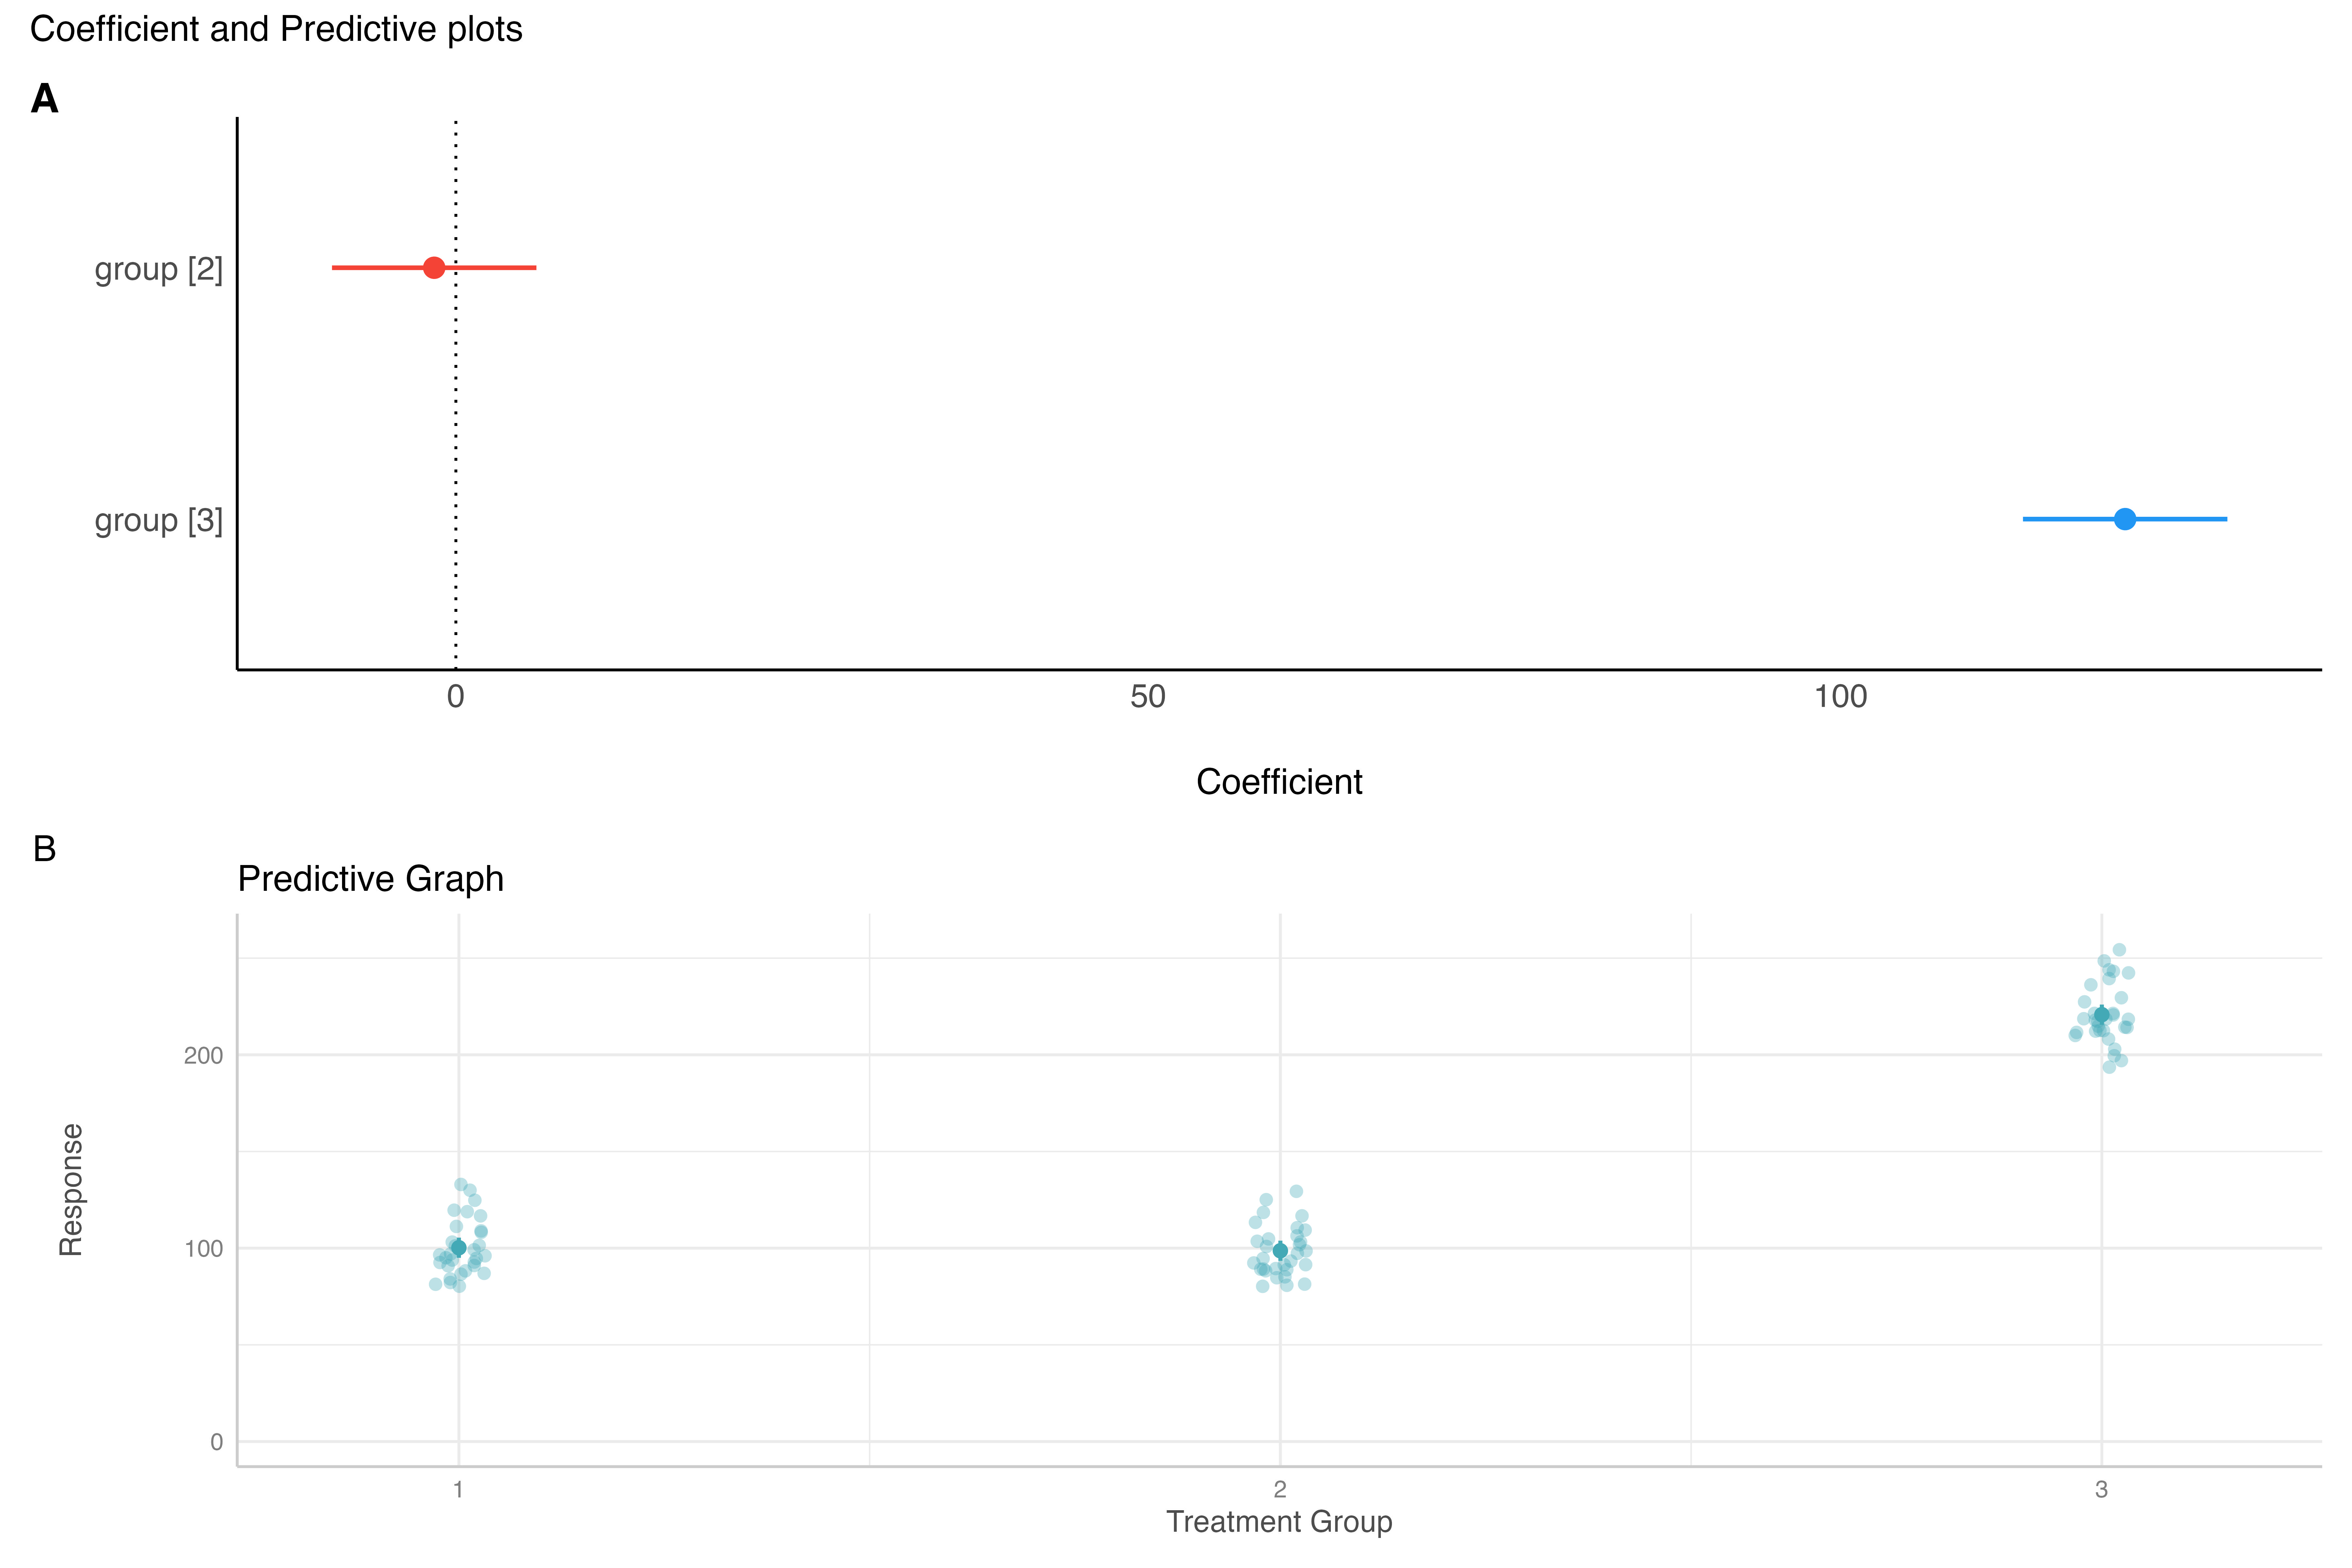 Coefficient and Predictive plots
A
group [2]
group [3]
0 50 100
Coefficient
B
Predictive Graph
200
100
0
Response
1 2 3
Treatment Group